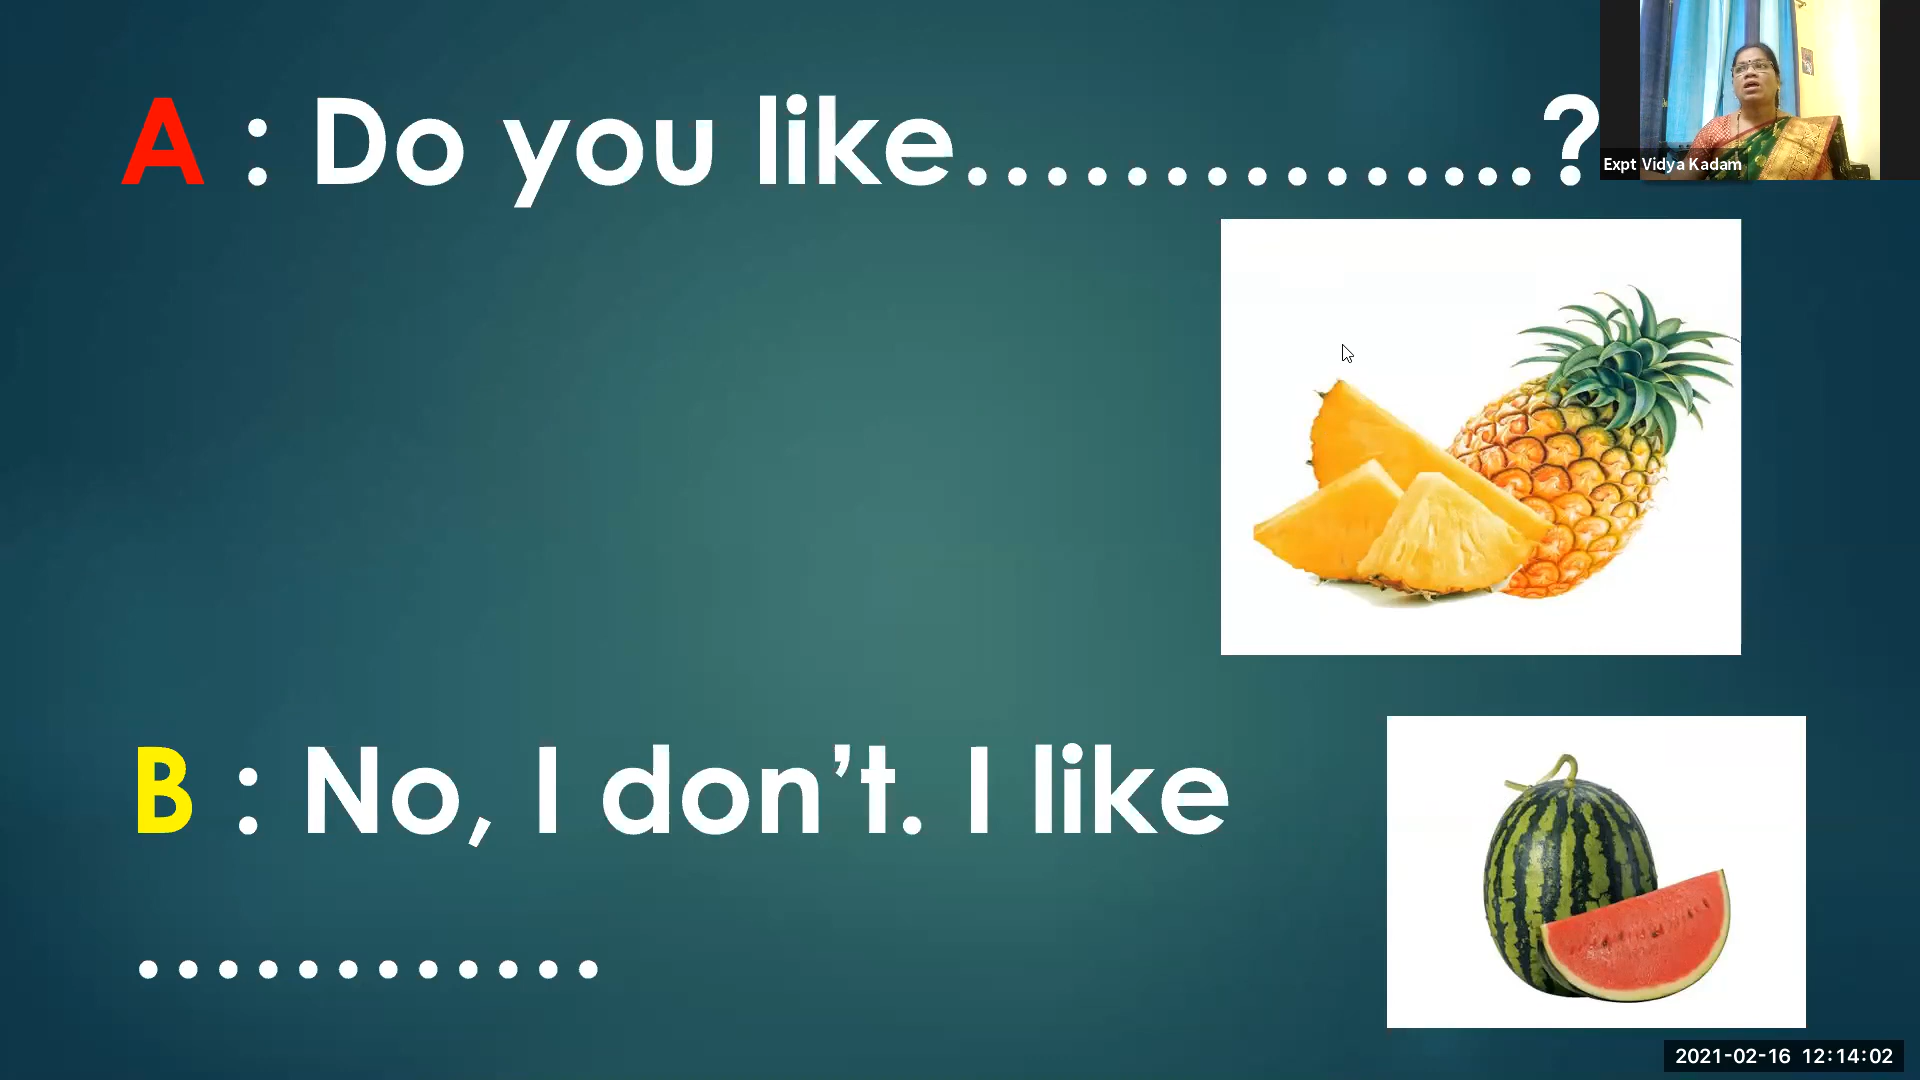 A : Do you like...............?
Expt Vidya Kadam
B : No, I don’t. I like
............
2021-02-16 12:14:02